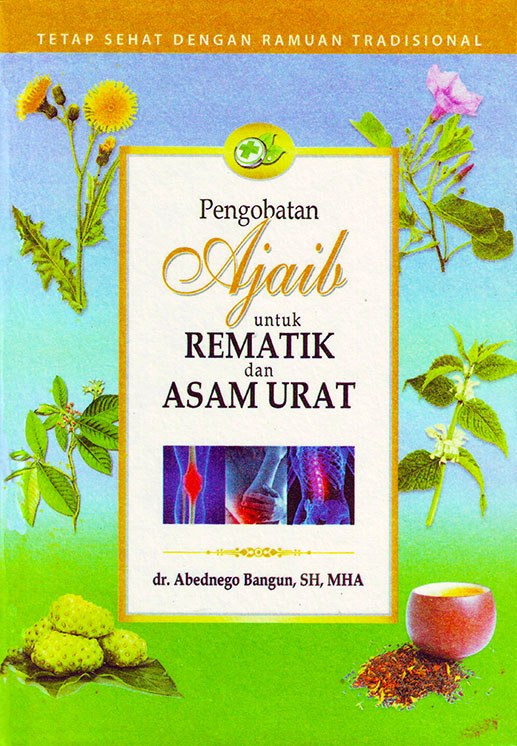 TETAP SEHAT DENGAN RAMUAN TRADISIONAL
Pengobatan
Ajaib
untuk
REMATIK
dan
ASAM URAT
dr. Abednego Bangun, SH, MHA